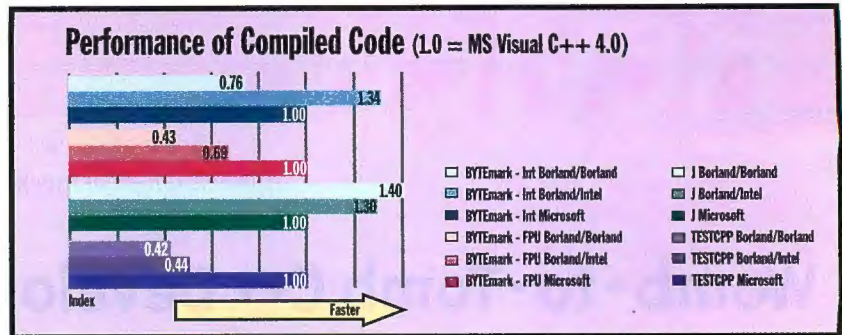 Performance of Compiled Code (1.0 = MS Visual C++ 4.0)
0.76
1.34
1.00
0.43
0.69
1.00
1.40
1.30
1.00
0.42
0.44
1.00
Index
Faster
BYTEmark - Int Borland/Borland
BYTEmark - Int Borland/Intel
BYTEmark - Int Microsoft
BYTEmark - FPU Borland/Borland
BYTEmark - FPU Borland/Intel
BYTEmark - FPU Microsoft
J Borland/Borland
J Borland/Intel
J Microsoft
TESTCPP Borland/Borland
TESTCPP Borland/Intel
TESTCPP Microsoft